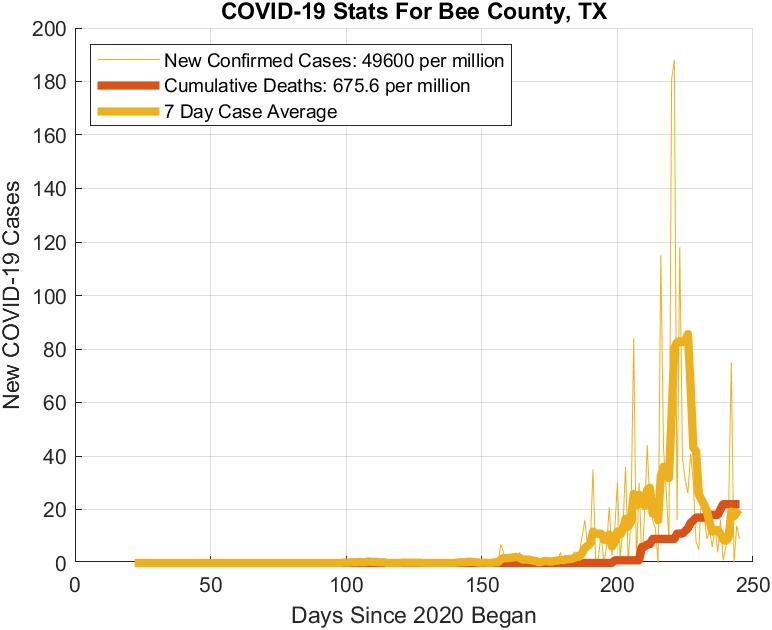 COVID-19 Stats For Bee County, TX
New Confirmed Cases: 49600 per million
Cumulative Deaths: 675.6 per million
7 Day Case Average
New COVID-19 Cases
200
180
160
140
120
100
80
60
40
20
0
0 50 100 150 200 250
Days Since 2020 Began